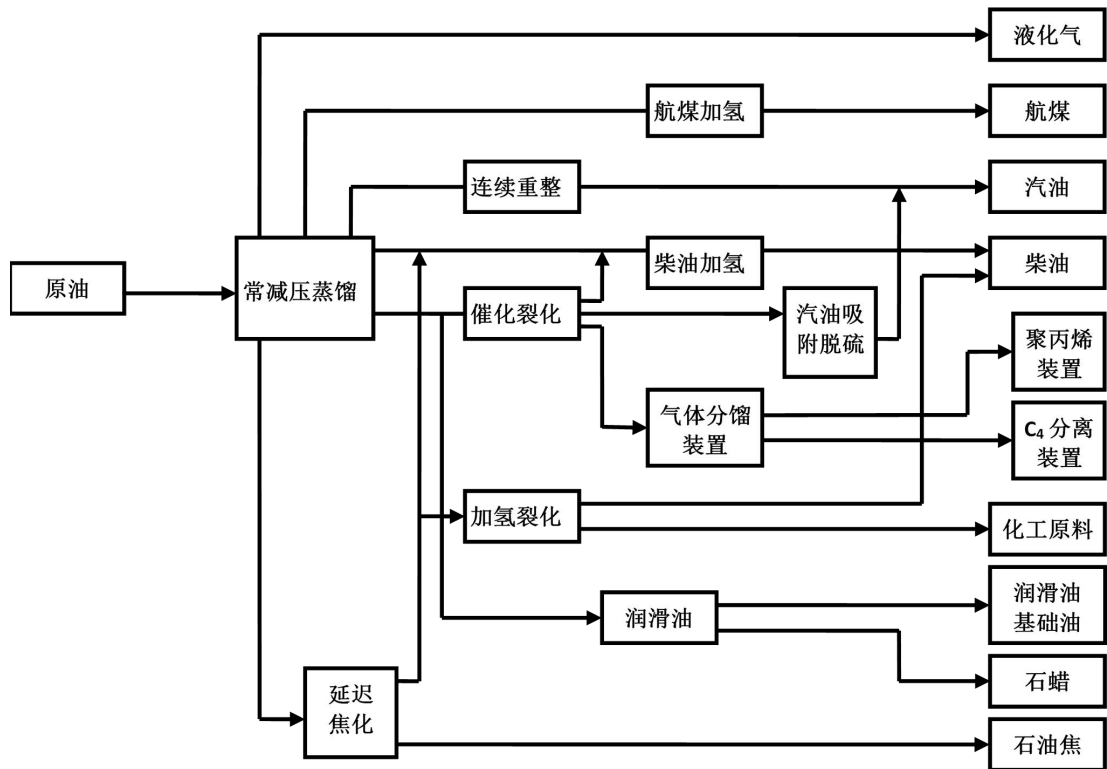 液化气
航煤加氢
航煤
连续重整
汽油
原油
常减压蒸馏
柴油加氢
柴油
催化裂化
汽油吸
附脱硫
聚丙烯
装置
气体分馏
装置
C₄分离
装置
加氢裂化
化工原料
润滑油
润滑油
基础油
石蜡
延迟
焦化
石油焦